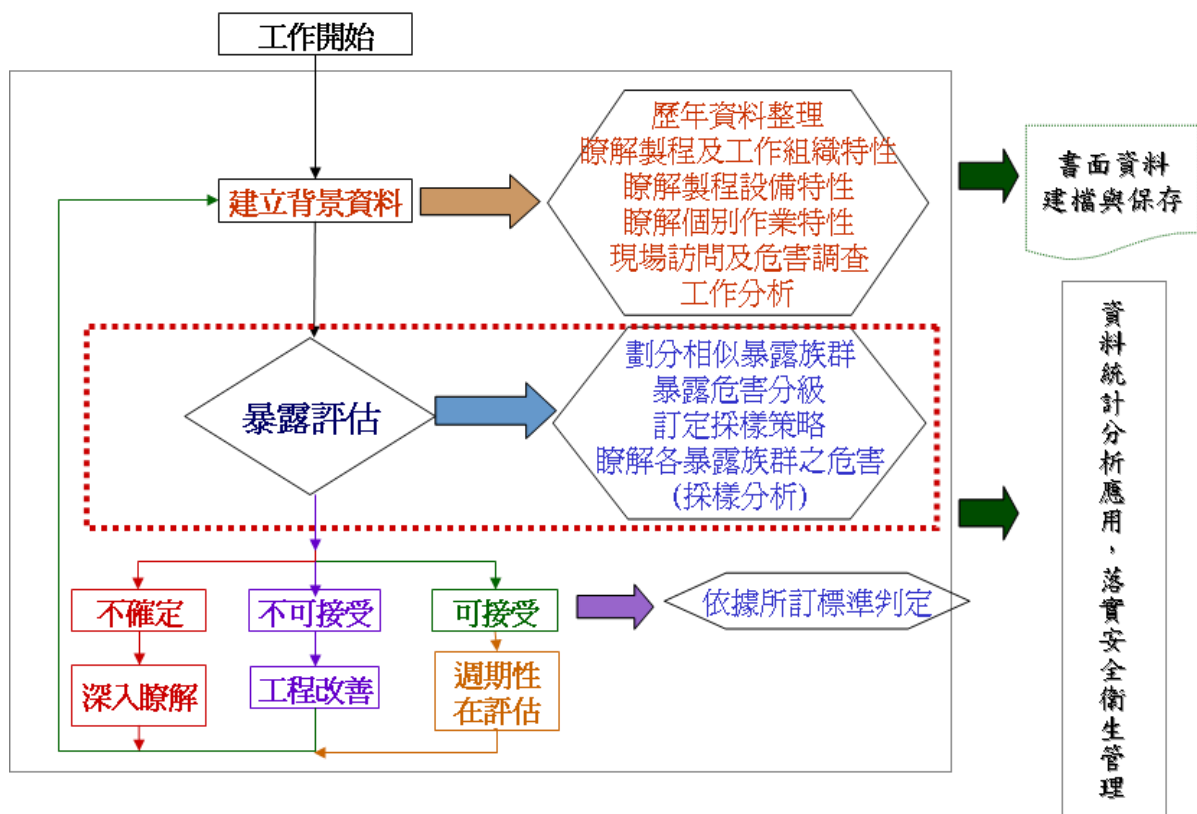 工作開始
歷年資料整理
瞭解製程及工作組織特性
瞭解製程設備特性
瞭解個別作業特性
現場訪問及危害調查
工作分析
書面資料
建檔與保存
建立背景資料
劃分相似暴露族群
暴露危害分級
訂定採樣策略
瞭解各暴露族群之危害
(採樣分析)
暴露評估
資料統計分析應用，落實安全衛生管理
不確定
不可接受
可接受
依據所訂標準判定
深入瞭解
工程改善
週期性
在評估